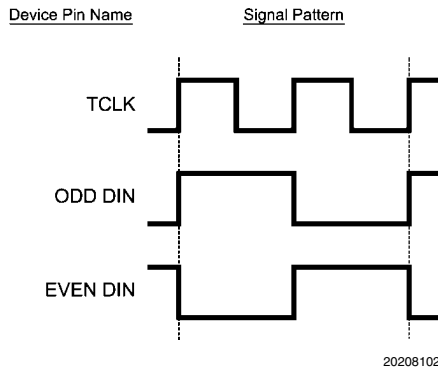 Device Pin Name Signal Pattern
TCLK
ODD DIN
EVEN DIN
20208102